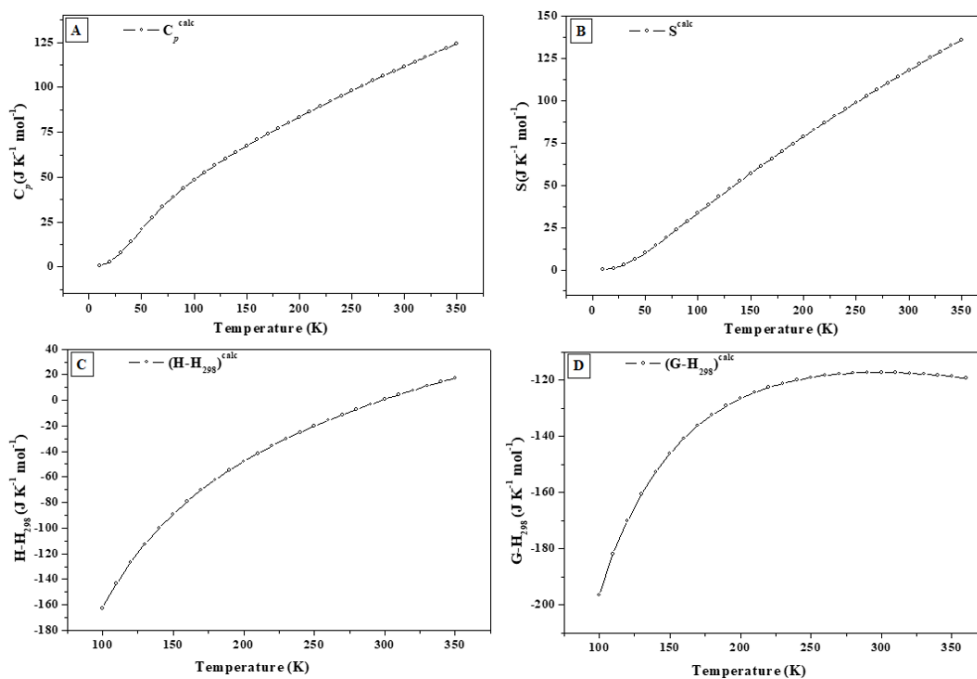 A
C_p^calc
C_p (J K^-1 mol^-1)
125
100
75
50
25
0
0 50 100 150 200 250 300 350
Temperature (K)
B
S^calc
S(J K^-1 mol^-1)
150
125
100
75
50
25
0
0 50 100 150 200 250 300 350
Temperature (K)
C
(H-H_298)^calc
H-H_298 (J K^-1 mol^-1)
40
20
0
-20
-40
-60
-80
-100
-120
-140
-160
-180
100 150 200 250 300 350
Temperature (K)
D
(G-H_298)^calc
G-H_298 (J K^-1 mol^-1)
-120
-140
-160
-180
-200
100 150 200 250 300 350
Temperature (K)